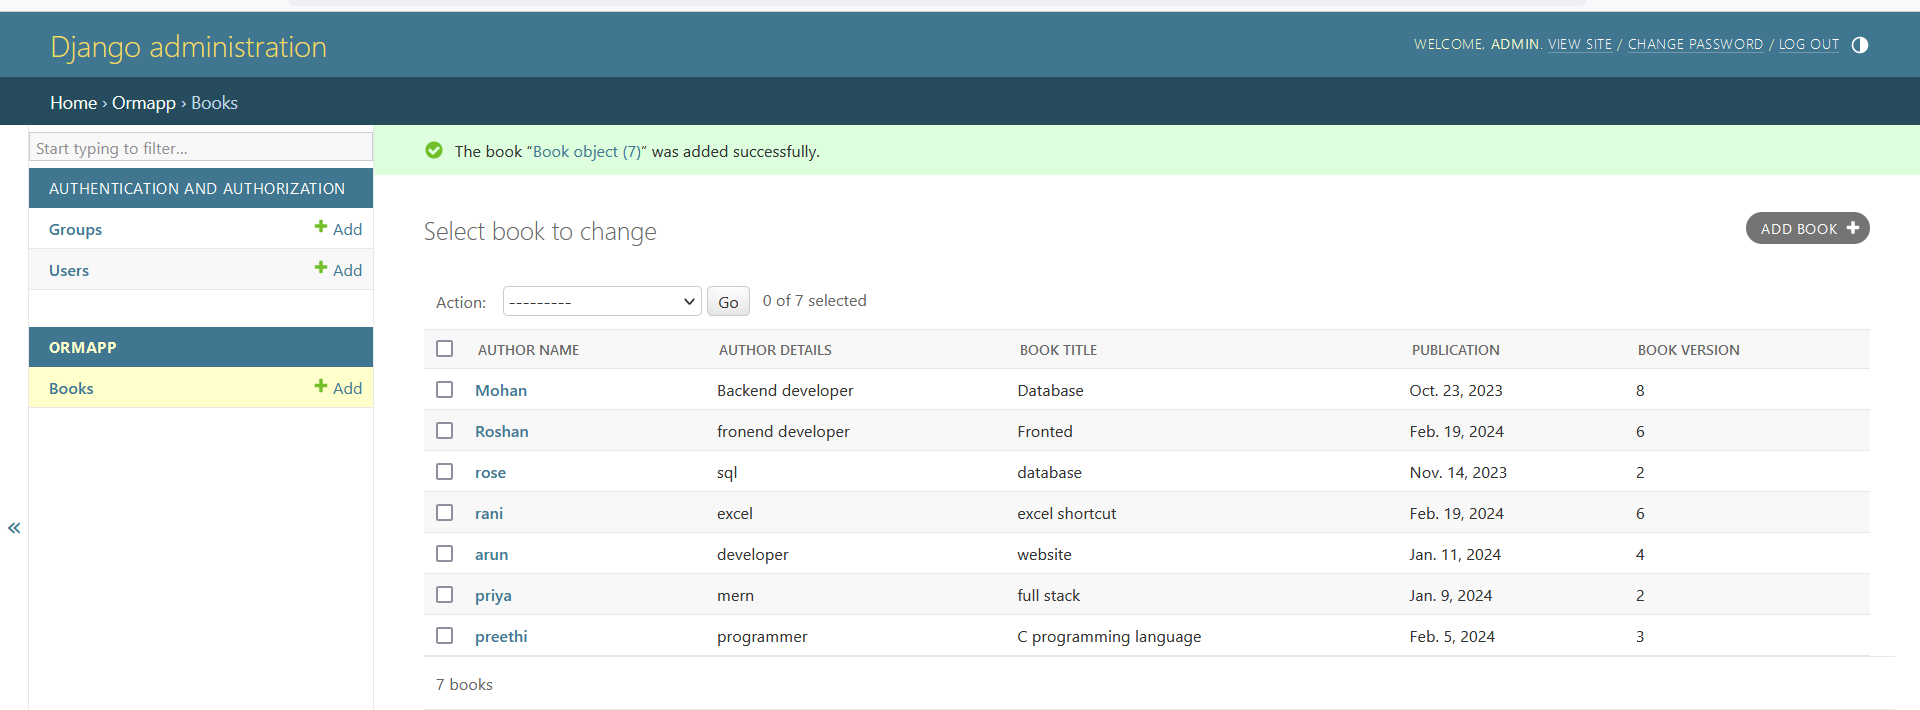 Django administration
WELCOME, ADMIN. VIEW SITE / CHANGE PASSWORD / LOG OUT
Home › Ormapp › Books
Start typing to filter...
AUTHENTICATION AND AUTHORIZATION
Groups Add
Users Add
ORMAPP
Books Add
«
The book “Book object (7)” was added successfully.
Select book to change
ADD BOOK
Action: --------- Go 0 of 7 selected
AUTHOR NAME AUTHOR DETAILS BOOK TITLE PUBLICATION BOOK VERSION
Mohan Backend developer Database Oct. 23, 2023 8
Roshan fronend developer Fronted Feb. 19, 2024 6
rose sql database Nov. 14, 2023 2
rani excel excel shortcut Feb. 19, 2024 6
arun developer website Jan. 11, 2024 4
priya mern full stack Jan. 9, 2024 2
preethi programmer C programming language Feb. 5, 2024 3
7 books